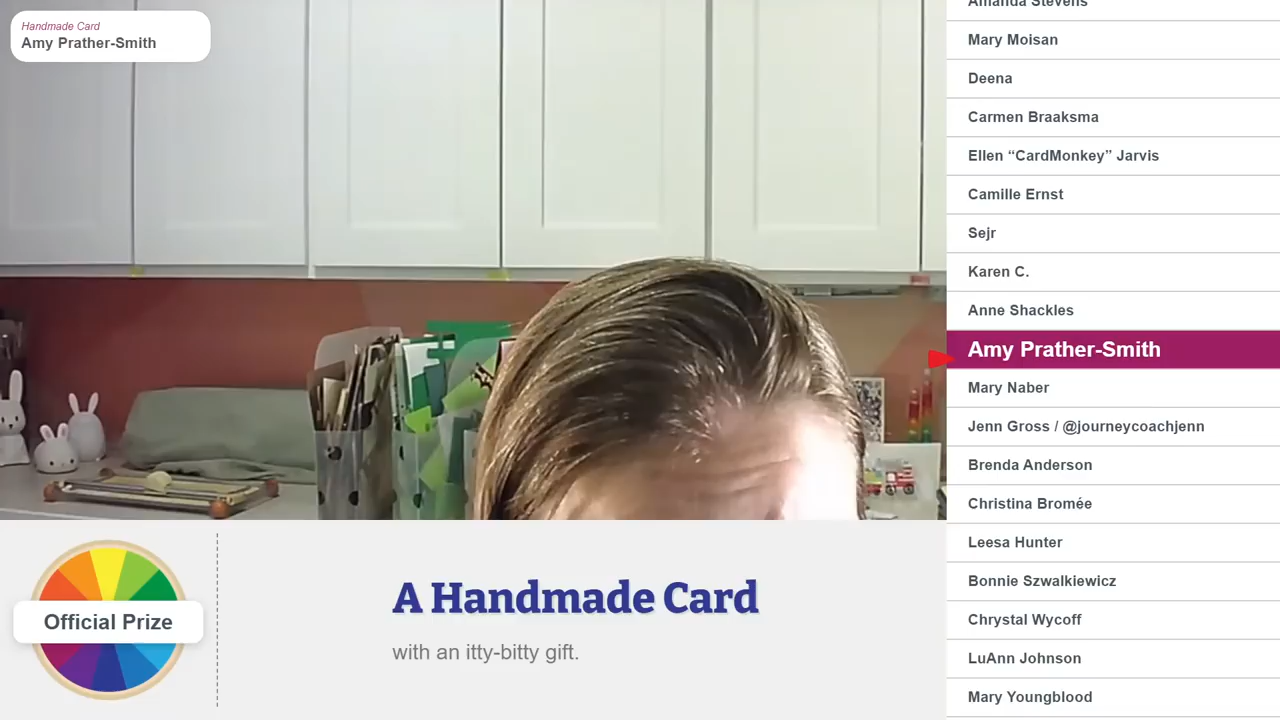 Handmade Card
Amy Prather-Smith
Amanda Stevens
Mary Moisan
Deena
Carmen Braaksma
Ellen “CardMonkey” Jarvis
Camille Ernst
Sejr
Karen C.
Anne Shackles
Amy Prather-Smith
Mary Naber
Jenn Gross / @journeycoachjenn
Brenda Anderson
Christina Bromée
Leesa Hunter
Bonnie Szwalkiewicz
Chrystal Wycoff
LuAnn Johnson
Mary Youngblood
Official Prize
A Handmade Card
with an itty-bitty gift.